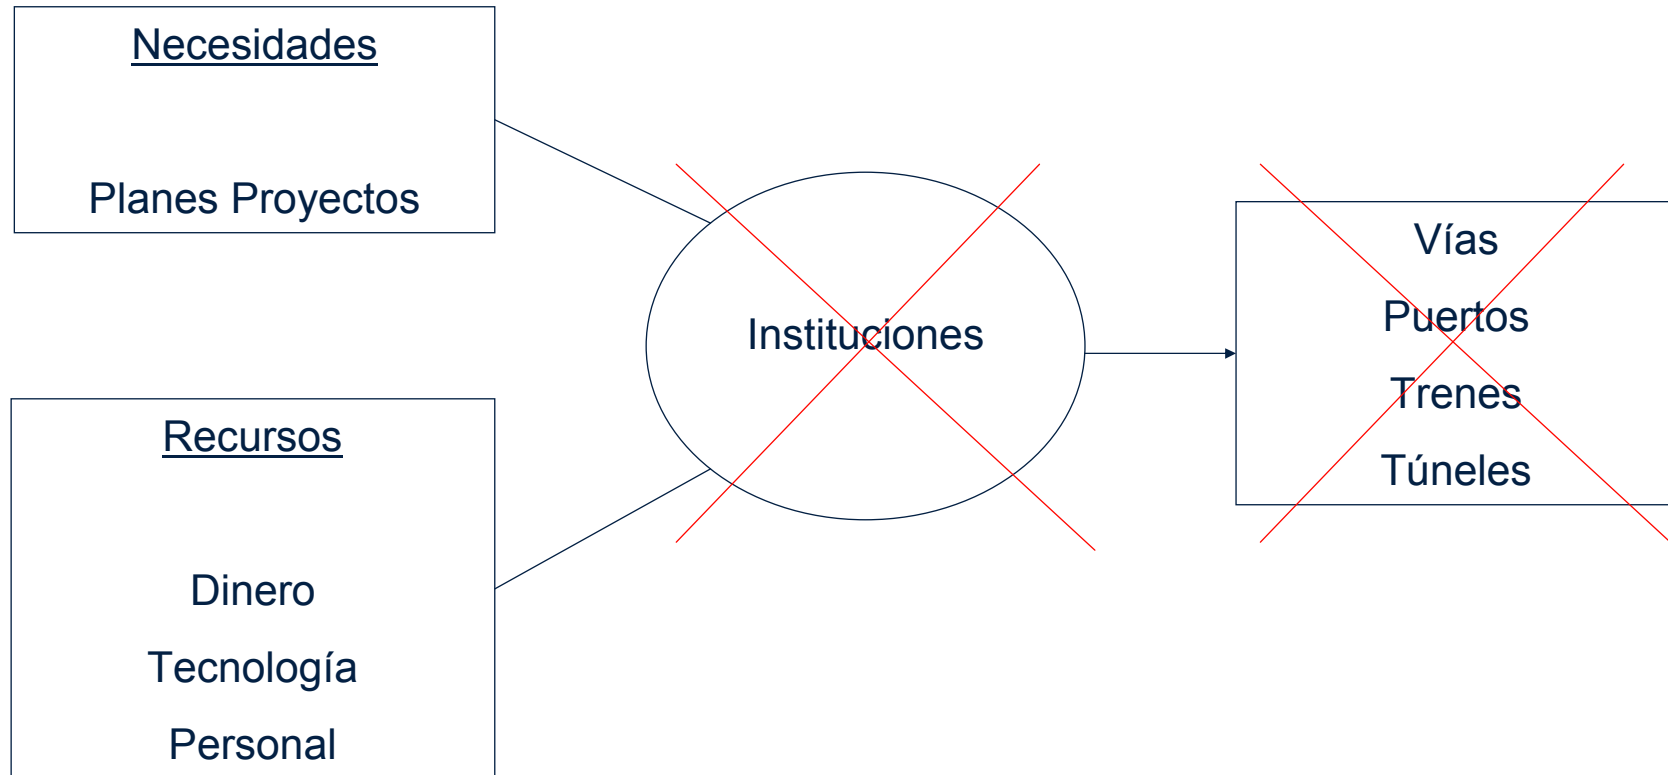 Necesidades
Planes Proyectos
Recursos
Dinero
Tecnología
Personal
Instituciones
Vías
Puertos
Trenes
Túneles